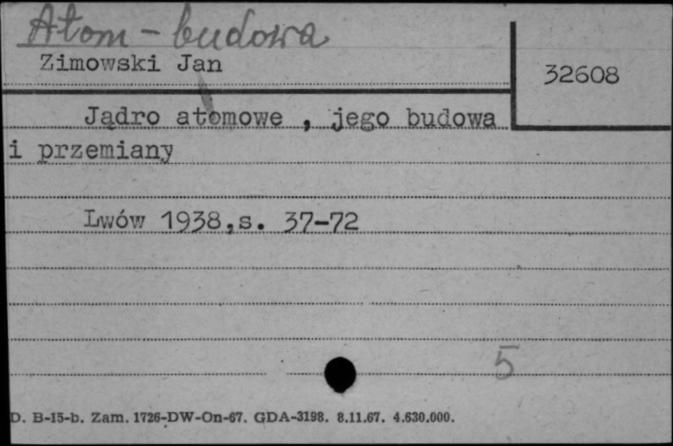 Atom - budowa
Zimowski Jan
32608
Jądro atomowe , jego budowa
i przemiany
Lwów 1938,s. 37-72
5
D. B-15-b. Zam. 1726-DW-On-67. GDA-3198. 8.11.67. 4.630.000.